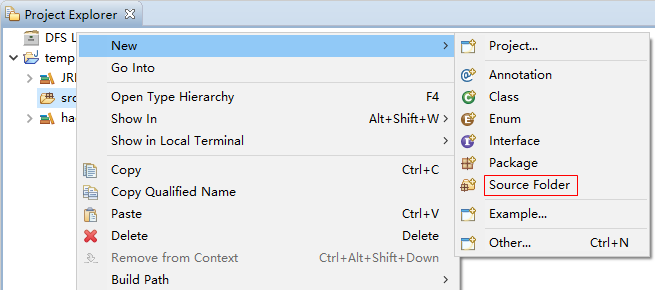 Project Explorer
DFS L
temp
JRE
src
ha
New
Go Into
Open Type Hierarchy F4
Show In Alt+Shift+W
Show in Local Terminal
Copy Ctrl+C
Copy Qualified Name
Paste Ctrl+V
Delete Delete
Remove from Context Ctrl+Alt+Shift+Down
Build Path
Project...
Annotation
Class
Enum
Interface
Package
Source Folder
Example...
Other... Ctrl+N